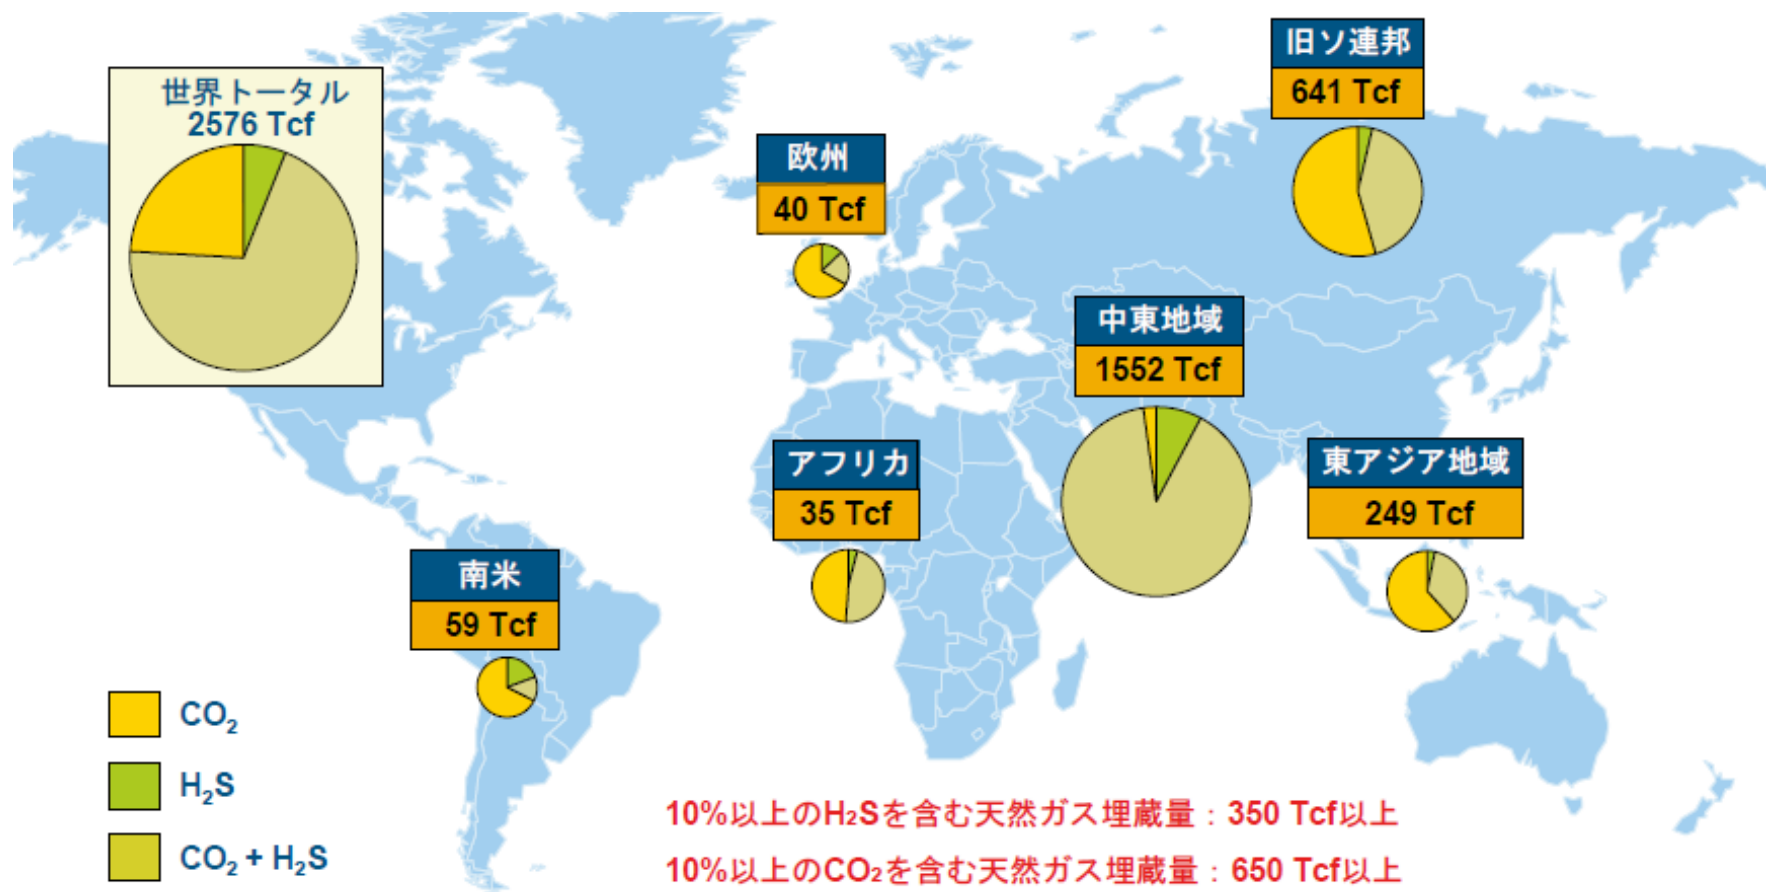 世界トータル
2576 Tcf
旧ソ連邦
641 Tcf
欧州
40 Tcf
中東地域
1552 Tcf
アフリカ
35 Tcf
東アジア地域
249 Tcf
南米
59 Tcf
CO₂
H₂S
CO₂ + H₂S
10%以上のH₂Sを含む天然ガス埋蔵量：350 Tcf以上
10%以上のCO₂を含む天然ガス埋蔵量：650 Tcf以上